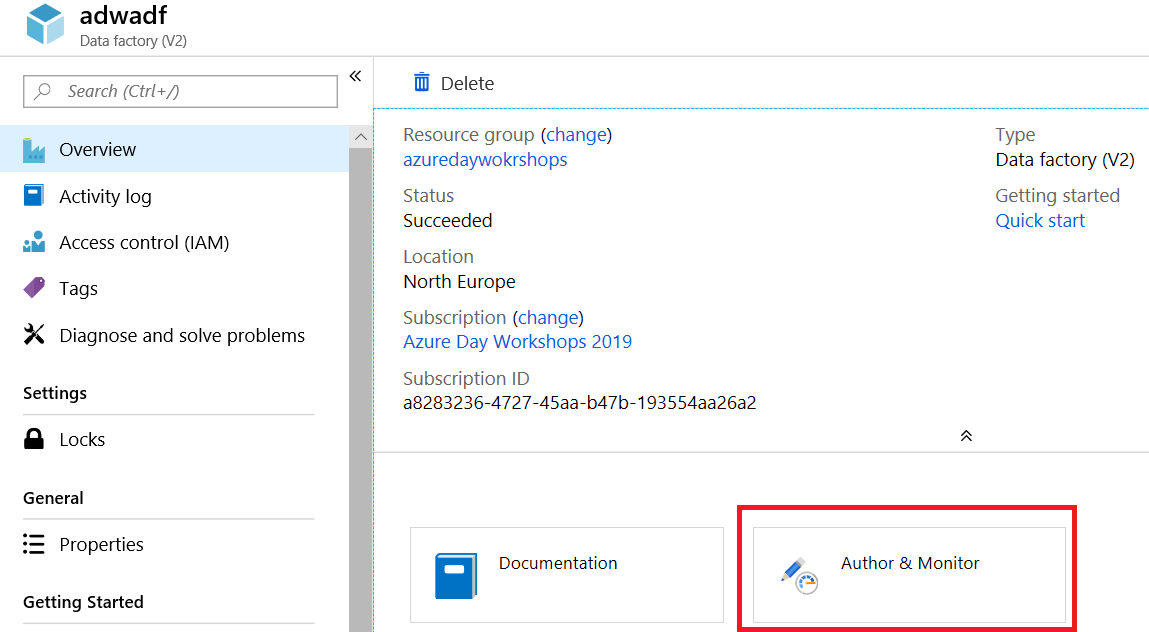 adwadf
Data factory (V2)
Search (Ctrl+/)
«
Overview
Activity log
Access control (IAM)
Tags
Diagnose and solve problems
Settings
Locks
General
Properties
Getting Started
Delete
Resource group (change)
azuredaywokrshops
Status
Succeeded
Location
North Europe
Subscription (change)
Azure Day Workshops 2019
Subscription ID
a8283236-4727-45aa-b47b-193554aa26a2
Type
Data factory (V2)
Getting started
Quick start
Documentation
Author & Monitor